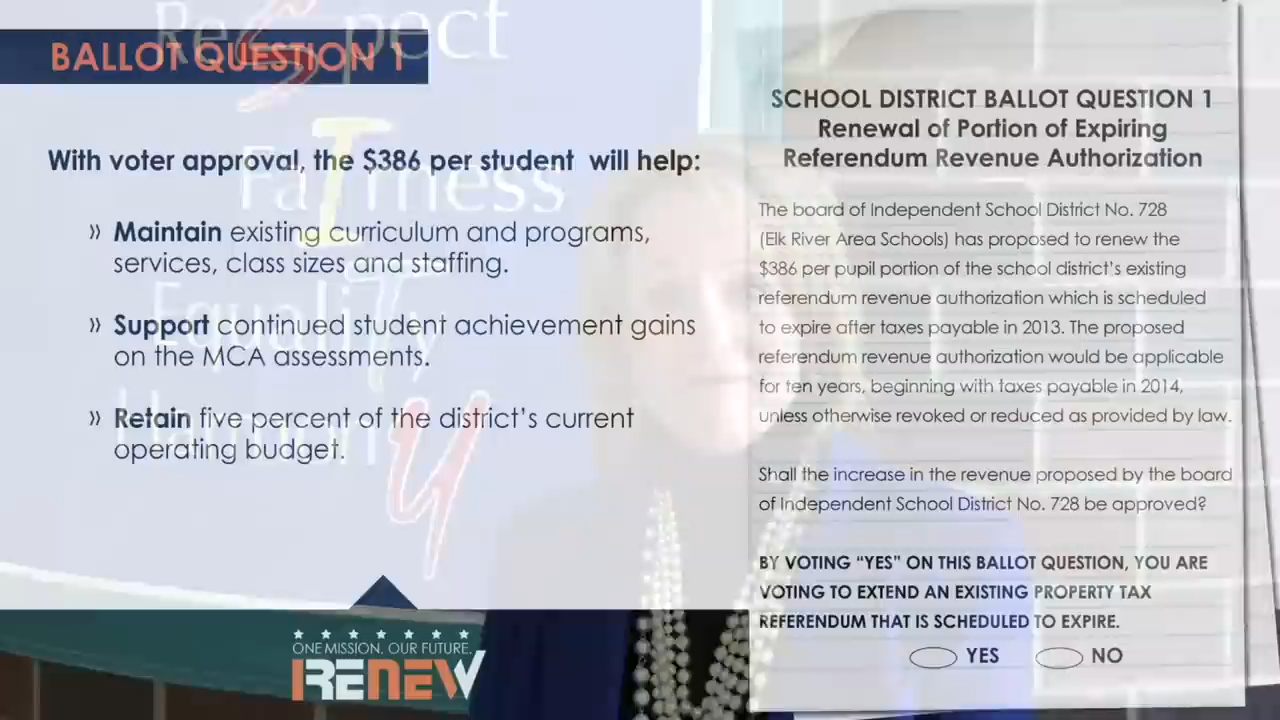 BALLOT QUESTION 1
With voter approval, the $386 per student will help:
» Maintain existing curriculum and programs,
services, class sizes and staffing.
» Support continued student achievement gains
on the MCA assessments.
» Retain five percent of the district's current
operating budget.
ONE MISSION. OUR FUTURE.
IRENEW
SCHOOL DISTRICT BALLOT QUESTION 1
Renewal of Portion of Expiring
Referendum Revenue Authorization
The board of Independent School District No. 728
(Elk River Area Schools) has proposed to renew the
$386 per pupil portion of the school district's existing
referendum revenue authorization which is scheduled
to expire after taxes payable in 2013. The proposed
referendum revenue authorization would be applicable
for ten years, beginning with taxes payable in 2014,
unless otherwise revoked or reduced as provided by law.
Shall the increase in the revenue proposed by the board
of Independent School District No. 728 be approved?
BY VOTING “YES” ON THIS BALLOT QUESTION, YOU ARE
VOTING TO EXTEND AN EXISTING PROPERTY TAX
REFERENDUM THAT IS SCHEDULED TO EXPIRE.
YES NO
ReSpect
FaIrness
EqualiTy
HarmonY